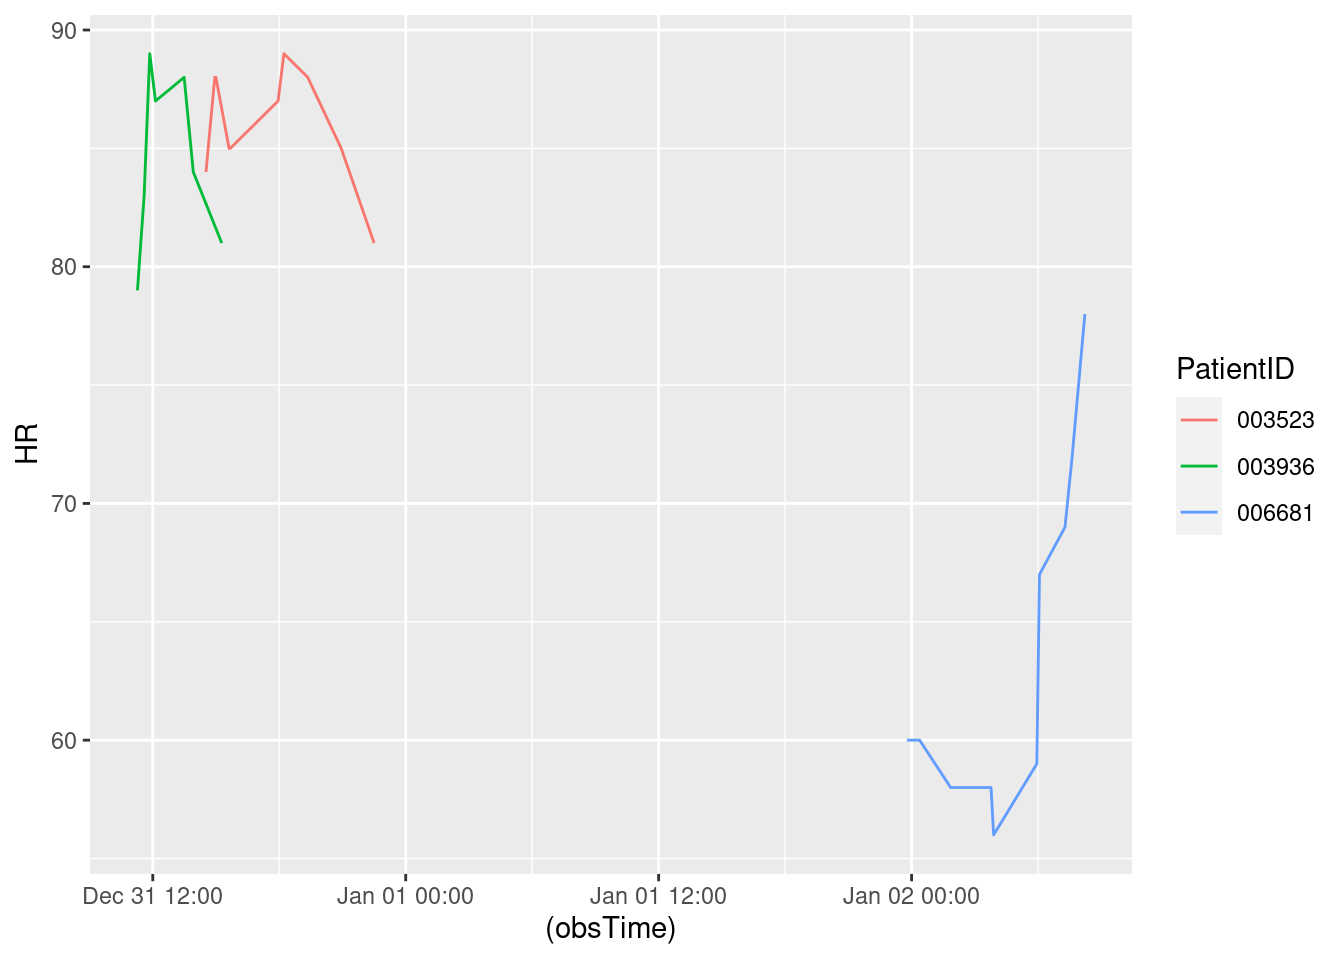 90
80
70
60
HR
Dec 31 12:00
Jan 01 00:00
Jan 01 12:00
Jan 02 00:00
(obsTime)
PatientID
003523
003936
006681